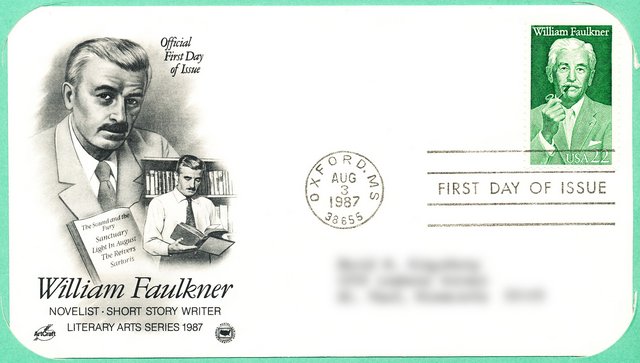 Official
First Day
of Issue
William Faulkner
USA 22
OXFORD, MS
AUG
3
1987
38655
FIRST DAY OF ISSUE
The Sound and the
Fury
Sanctuary
Light In August
The Reivers
Sartoris
William Faulkner
NOVELIST · SHORT STORY WRITER
LITERARY ARTS SERIES 1987
ArtCraft